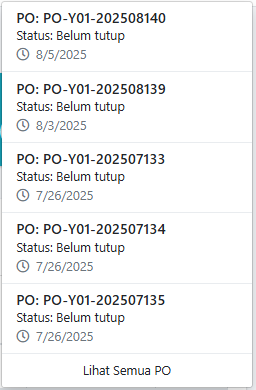 PO: PO-Y01-202508140
Status: Belum tutup
8/5/2025
PO: PO-Y01-202508139
Status: Belum tutup
8/3/2025
PO: PO-Y01-202507133
Status: Belum tutup
7/26/2025
PO: PO-Y01-202507134
Status: Belum tutup
7/26/2025
PO: PO-Y01-202507135
Status: Belum tutup
7/26/2025
Lihat Semua PO